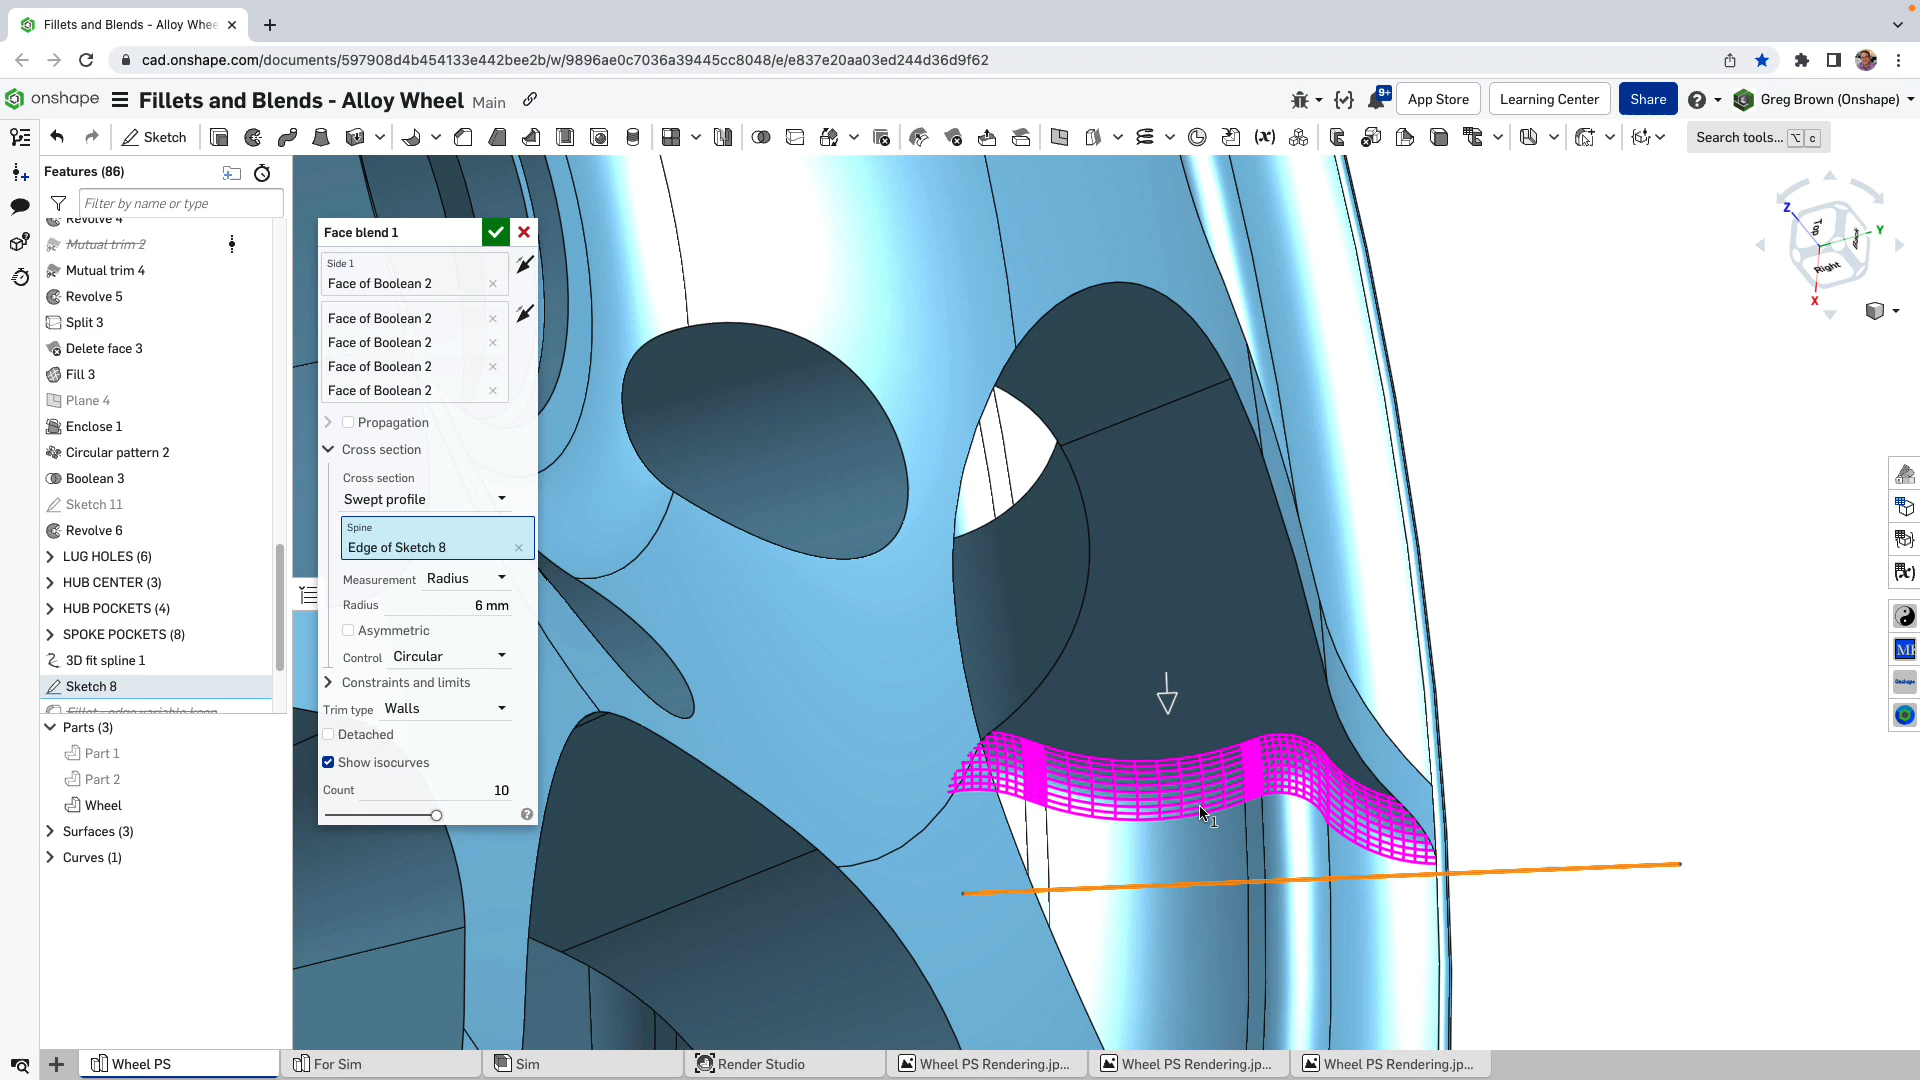 Fillets and Blends - Alloy Whee
cad.onshape.com/documents/597908d4b454133e442bee2b/w/9896ae0c7036a39445cc8048/e/e837e20aa03ed244d36d9f62
onshape
Fillets and Blends - Alloy Wheel Main
9+
App Store
Learning Center
Share
Greg Brown (Onshape)
Sketch
Search tools... ⌥ c
Features (86)
Filter by name or type
Revolve 4
Mutual trim 2
Mutual trim 4
Revolve 5
Split 3
Delete face 3
Fill 3
Plane 4
Enclose 1
Circular pattern 2
Boolean 3
Sketch 11
Revolve 6
LUG HOLES (6)
HUB CENTER (3)
HUB POCKETS (4)
SPOKE POCKETS (8)
3D fit spline 1
Sketch 8
Fillet - edge variable keep
Parts (3)
Part 1
Part 2
Wheel
Surfaces (3)
Curves (1)
Face blend 1
Side 1
Face of Boolean 2
Face of Boolean 2
Face of Boolean 2
Face of Boolean 2
Face of Boolean 2
Propagation
Cross section
Cross section
Swept profile
Spine
Edge of Sketch 8
Measurement Radius
Radius 6 mm
Asymmetric
Control Circular
Constraints and limits
Trim type Walls
Detached
Show isocurves
Count 10
1
Z
Y
X
Top
Right
Wheel PS
For Sim
Sim
Render Studio
Wheel PS Rendering.jp...
Wheel PS Rendering.jp...
Wheel PS Rendering.jp...